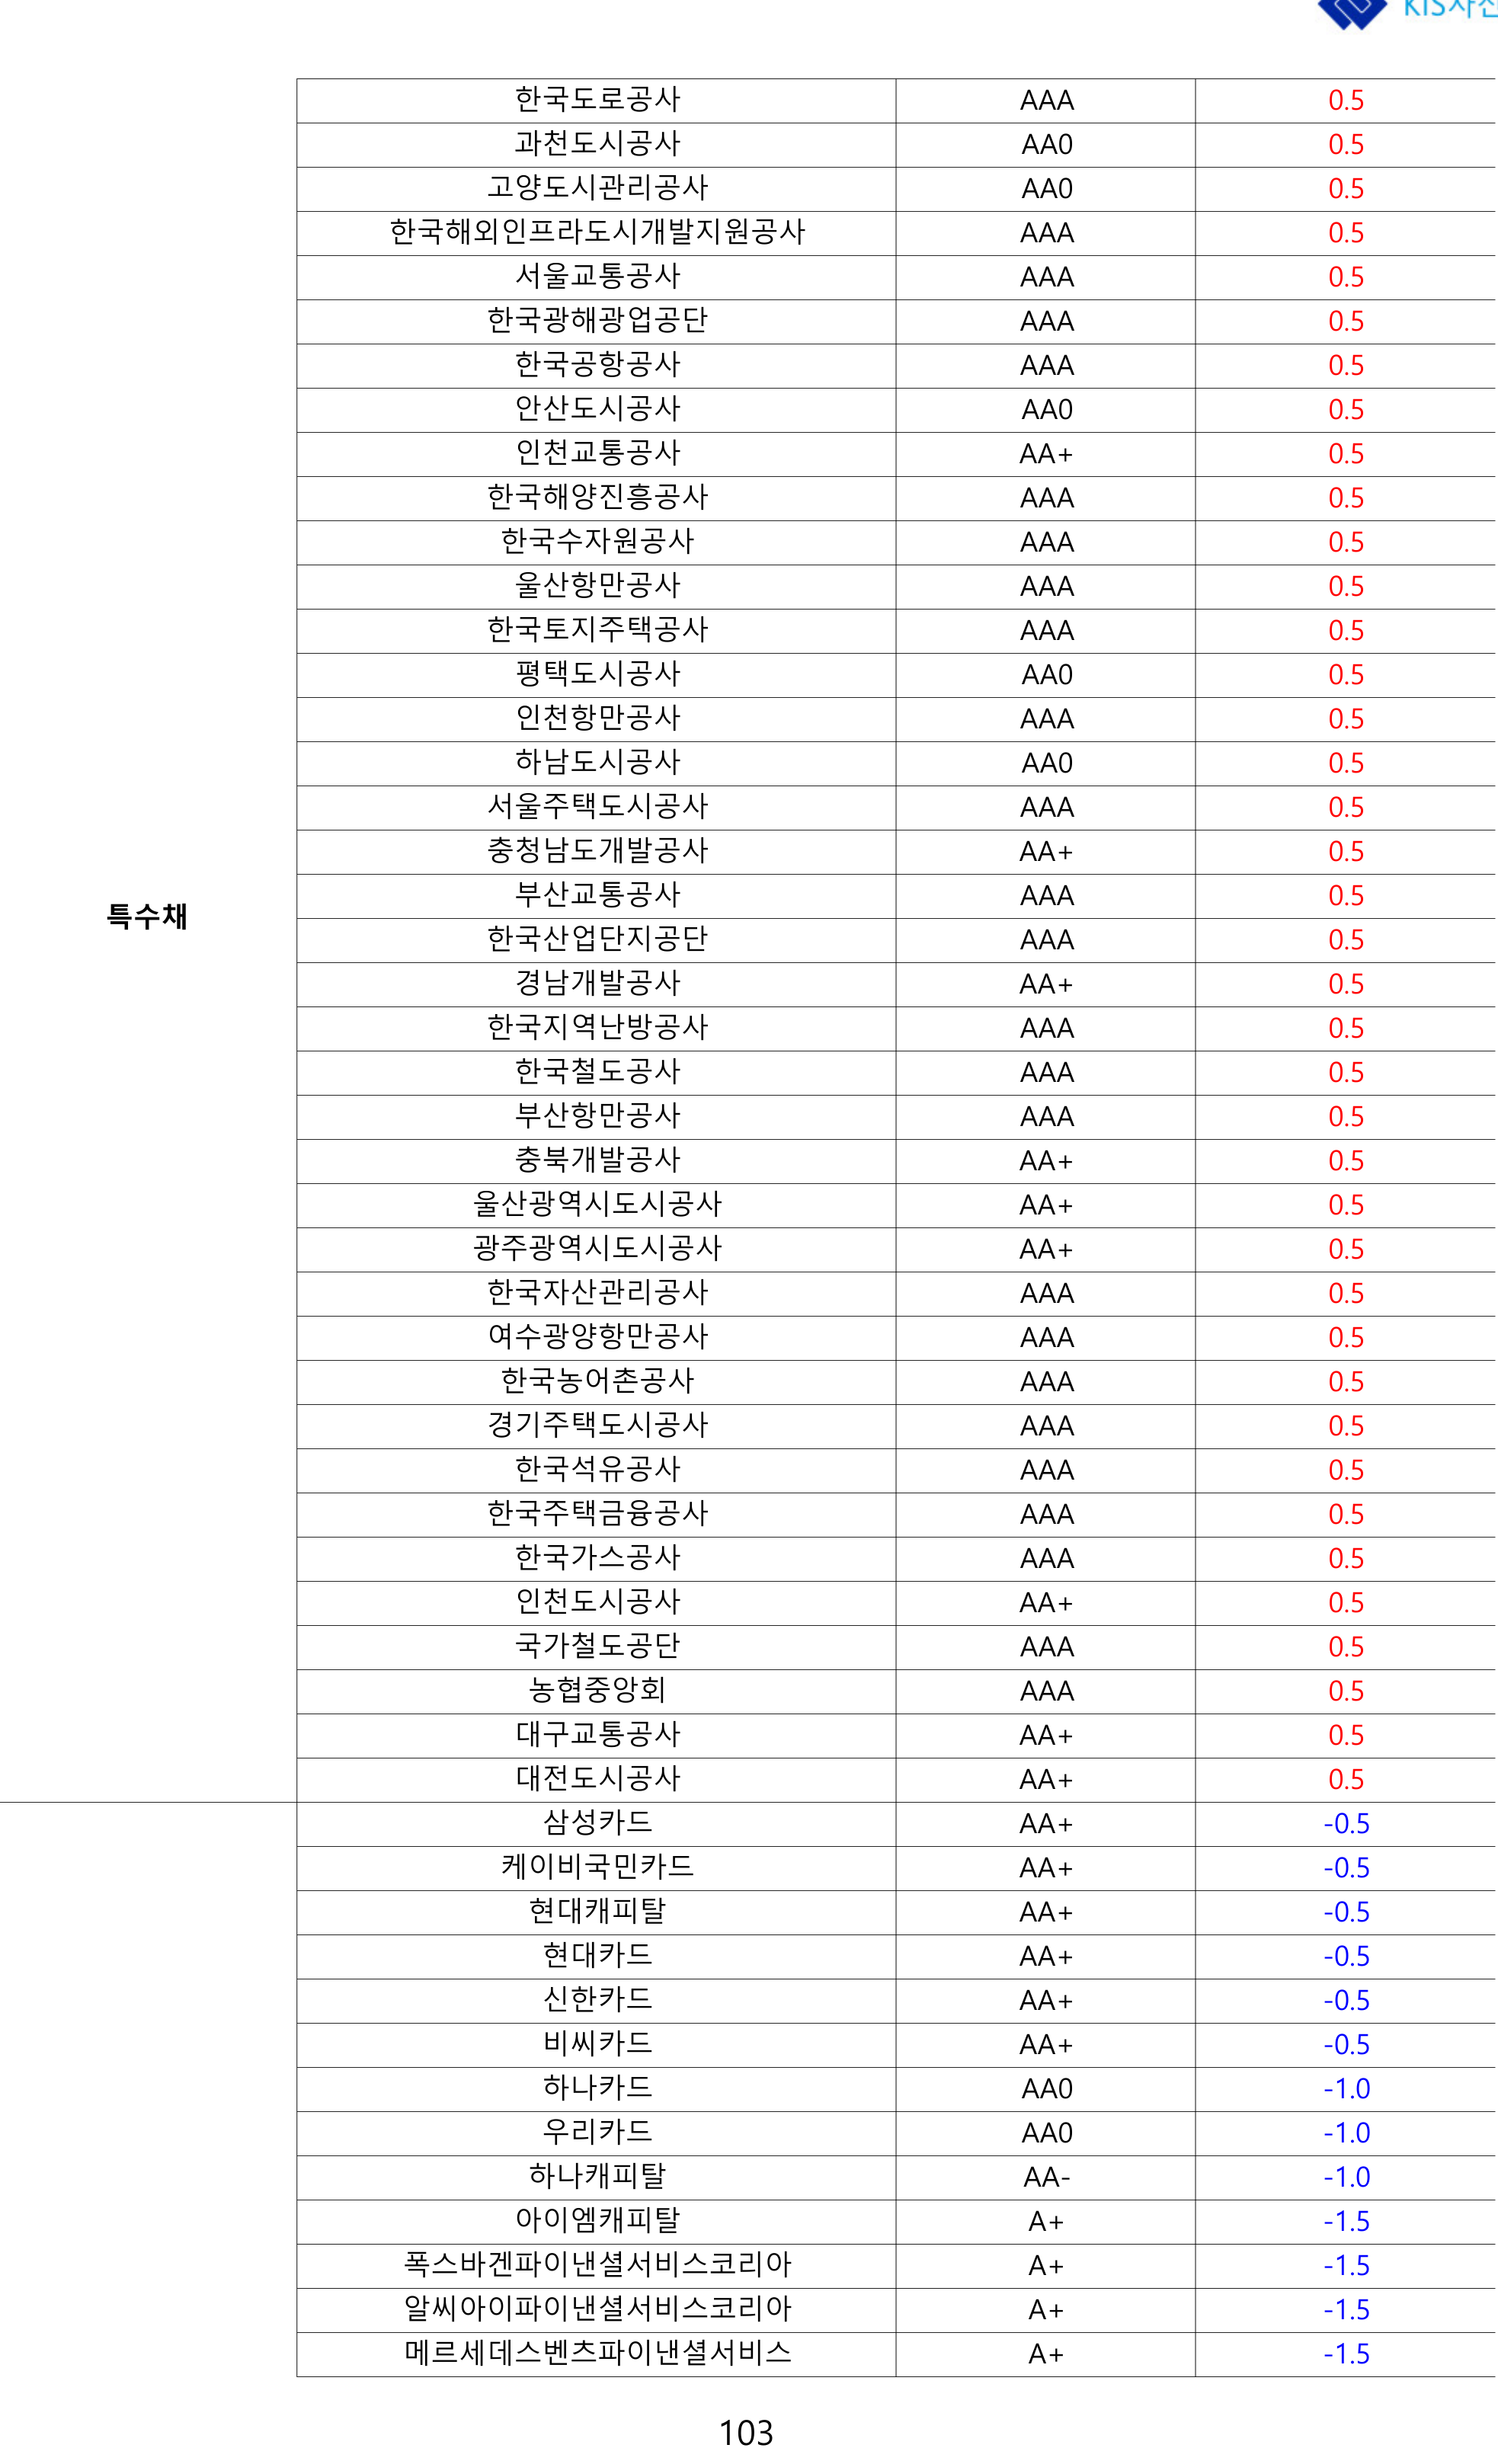 KIS자산
한국도로공사 AAA 0.5
과천도시공사 AA0 0.5
고양도시관리공사 AA0 0.5
한국해외인프라도시개발지원공사 AAA 0.5
서울교통공사 AAA 0.5
한국광해광업공단 AAA 0.5
한국공항공사 AAA 0.5
안산도시공사 AA0 0.5
인천교통공사 AA+ 0.5
한국해양진흥공사 AAA 0.5
한국수자원공사 AAA 0.5
울산항만공사 AAA 0.5
한국토지주택공사 AAA 0.5
평택도시공사 AA0 0.5
인천항만공사 AAA 0.5
하남도시공사 AA0 0.5
서울주택도시공사 AAA 0.5
충청남도개발공사 AA+ 0.5
부산교통공사 AAA 0.5
특수채
한국산업단지공단 AAA 0.5
경남개발공사 AA+ 0.5
한국지역난방공사 AAA 0.5
한국철도공사 AAA 0.5
부산항만공사 AAA 0.5
충북개발공사 AA+ 0.5
울산광역시도시공사 AA+ 0.5
광주광역시도시공사 AA+ 0.5
한국자산관리공사 AAA 0.5
여수광양항만공사 AAA 0.5
한국농어촌공사 AAA 0.5
경기주택도시공사 AAA 0.5
한국석유공사 AAA 0.5
한국주택금융공사 AAA 0.5
한국가스공사 AAA 0.5
인천도시공사 AA+ 0.5
국가철도공단 AAA 0.5
농협중앙회 AAA 0.5
대구교통공사 AA+ 0.5
대전도시공사 AA+ 0.5
삼성카드 AA+ -0.5
케이비국민카드 AA+ -0.5
현대캐피탈 AA+ -0.5
현대카드 AA+ -0.5
신한카드 AA+ -0.5
비씨카드 AA+ -0.5
하나카드 AA0 -1.0
우리카드 AA0 -1.0
하나캐피탈 AA- -1.0
아이엠캐피탈 A+ -1.5
폭스바겐파이낸셜서비스코리아 A+ -1.5
알씨아이파이낸셜서비스코리아 A+ -1.5
메르세데스벤츠파이낸셜서비스 A+ -1.5
103